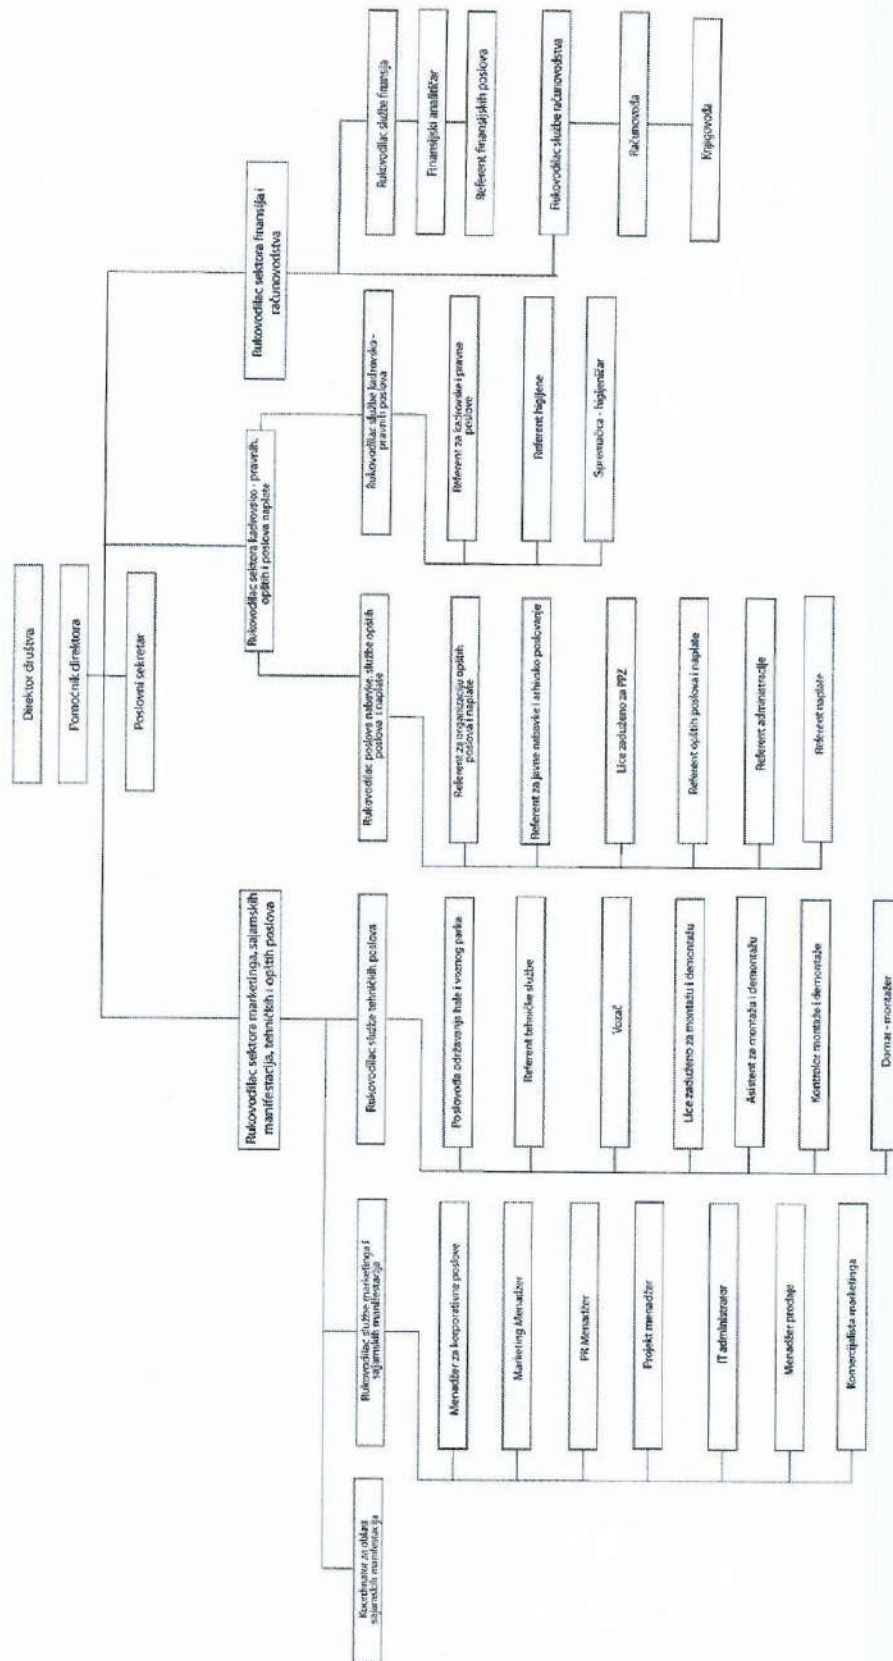 Direktor društva
Pomoćnik direktora
Poslovni sekretar
Rukovodilac sektora marketinga, sajamskih
manifestacija, tehničkih i opštih poslova
Rukovodilac sektora kadrovsko - pravnih,
opštih i poslova naplate
Rukovodilac sektora finansija i
računovodstva
Koordinator za oblast
sajamskih manifestacija
Rukovodilac službe marketinga i
sajamskih manifestacija
Menadžer za korporativne poslove
Marketing Menadžer
PR Menadžer
Projekt menadžer
IT administrator
Menadžer prodaje
Komercijalista marketinga
Rukovodilac službe tehničkih poslova
Poslovođa održavanja hale i voznog parka
Referent tehničke službe
Vozač
Lice zaduženo za montažu i demontažu
Asistent za montažu i demontažu
Kontrolor montaže i demontaže
Domar - montažer
Rukovodilac poslova nabavke, službe opštih
poslova i naplate
Referent za organizaciju opštih
poslova i naplate
Referent za javne nabavke i arhivsko poslovanje
Lice zaduženo za PPZ
Referent opštih poslova i naplate
Referent administracije
Referent naplate
Rukovodilac službe kadrovsko -
pravnih poslova
Referent za kadrovske i pravne
poslove
Referent higijene
Spremačica - higijeničar
Rukovodilac službe finansija
Finansijski analitičar
Referent finansijskih poslova
Rukovodilac službe računovodstva
Računovođa
Knjigovođa